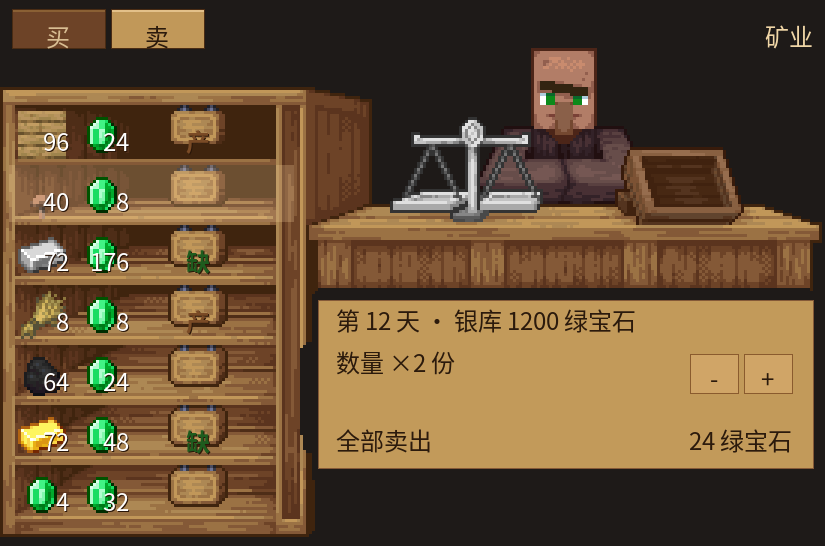 买 卖
矿业
96 24 产
40 8
72 176 缺
8 8 产
64 24
72 48 缺
4 32
第 12 天 · 银库 1200 绿宝石
数量 ×2 份
- +
全部卖出 24 绿宝石